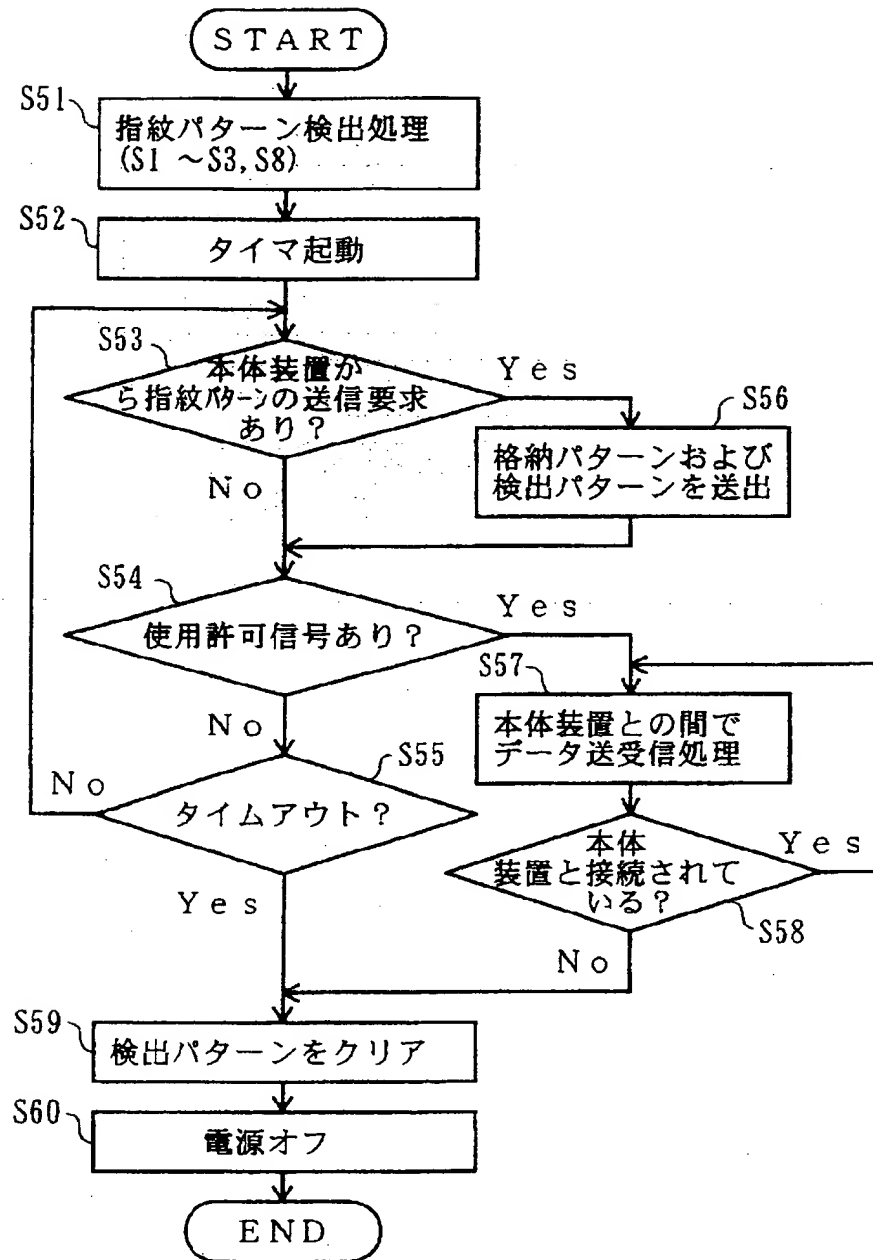 START
S51
指紋パターン検出処理
(S1 ～S3,S8)
S52
タイマ起動
S53
本体装置か
ら指紋パターンの送信要求
あり？
Yes
No
S56
格納パターンおよび
検出パターンを送出
S54
使用許可信号あり？
Yes
No
S57
本体装置との間で
データ送受信処理
S55
タイムアウト？
No
Yes
本体
装置と接続されて
いる？
Yes
S58
No
S59
検出パターンをクリア
S60
電源オフ
END